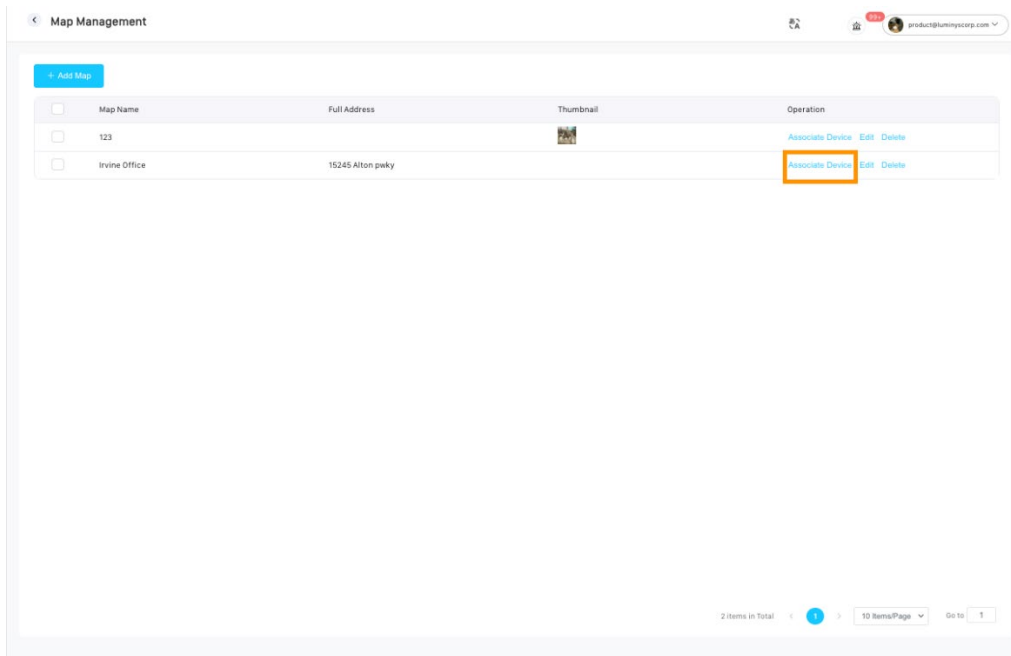 Map Management
99+
product@luminyscorp.com
+ Add Map
Map Name Full Address Thumbnail Operation
123 Associate Device Edit Delete
Irvine Office 15245 Alton pwky Associate Device Edit Delete
2 items in Total 1 10 Items/Page Go to 1